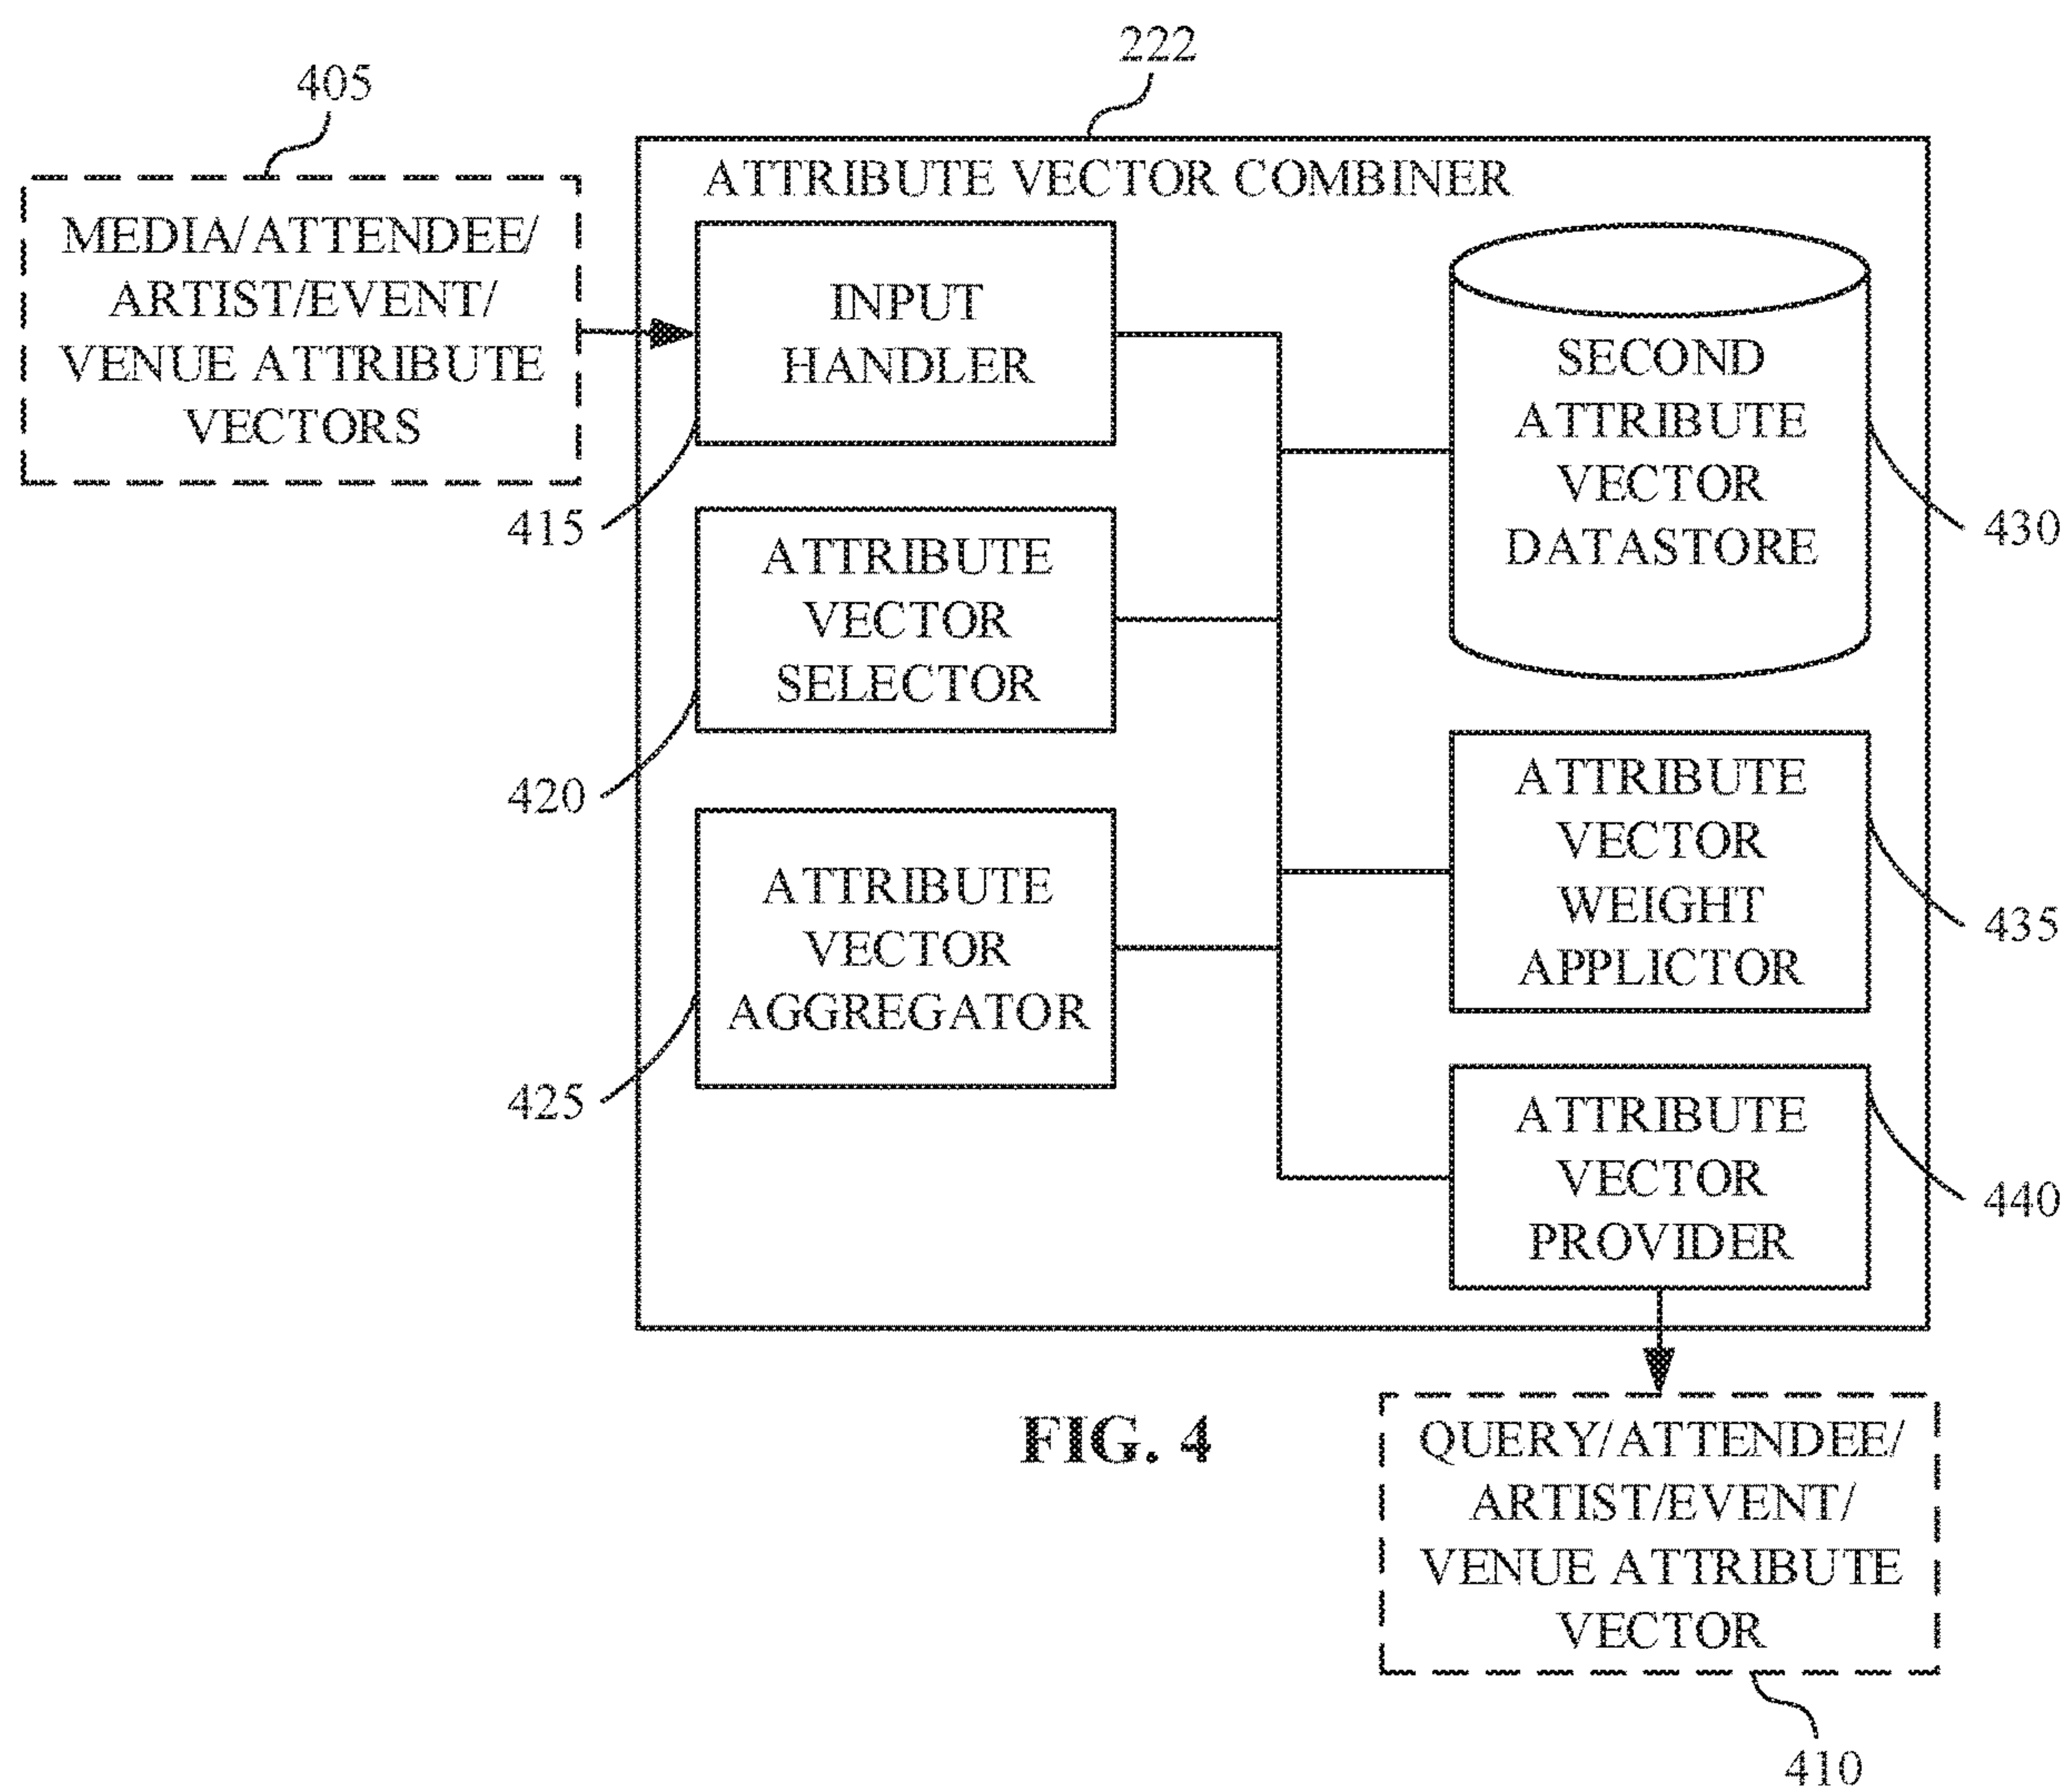 222
405
ATTRIBUTE VECTOR COMBINER
MEDIA/ATTENDEE/
ARTIST/EVENT/
VENUE ATTRIBUTE
VECTORS
INPUT
HANDLER
415
SECOND
ATTRIBUTE
VECTOR
DATASTORE
430
ATTRIBUTE
VECTOR
SELECTOR
420
ATTRIBUTE
VECTOR
WEIGHT
APPLICTOR
435
ATTRIBUTE
VECTOR
AGGREGATOR
425
ATTRIBUTE
VECTOR
PROVIDER
440
FIG. 4
QUERY/ATTENDEE/
ARTIST/EVENT/
VENUE ATTRIBUTE
VECTOR
410